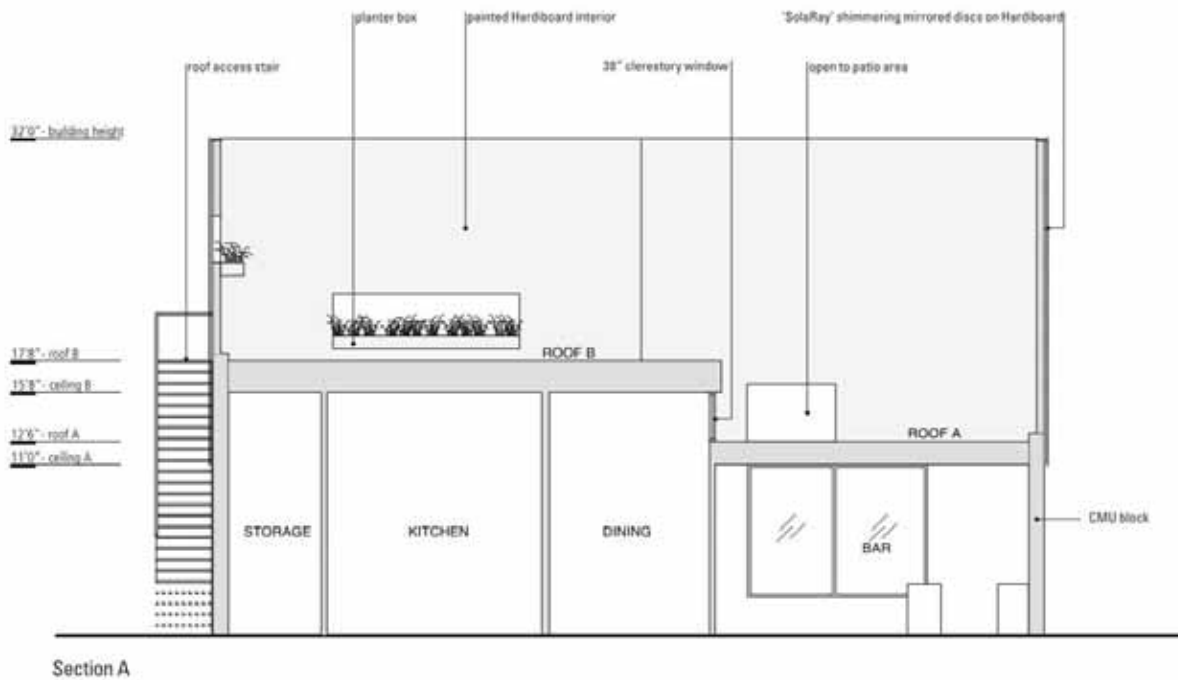 planter box
painted Hardiboard interior
'SolaRay' shimmering mirrored discs on Hardiboard
roof access stair
38" clerestory window
open to patio area
32'0" - building height
17'8" - roof B
ROOF B
15'8" - ceiling B
12'6" - roof A
ROOF A
11'0" - ceiling A
STORAGE
KITCHEN
DINING
BAR
CMU block
Section A